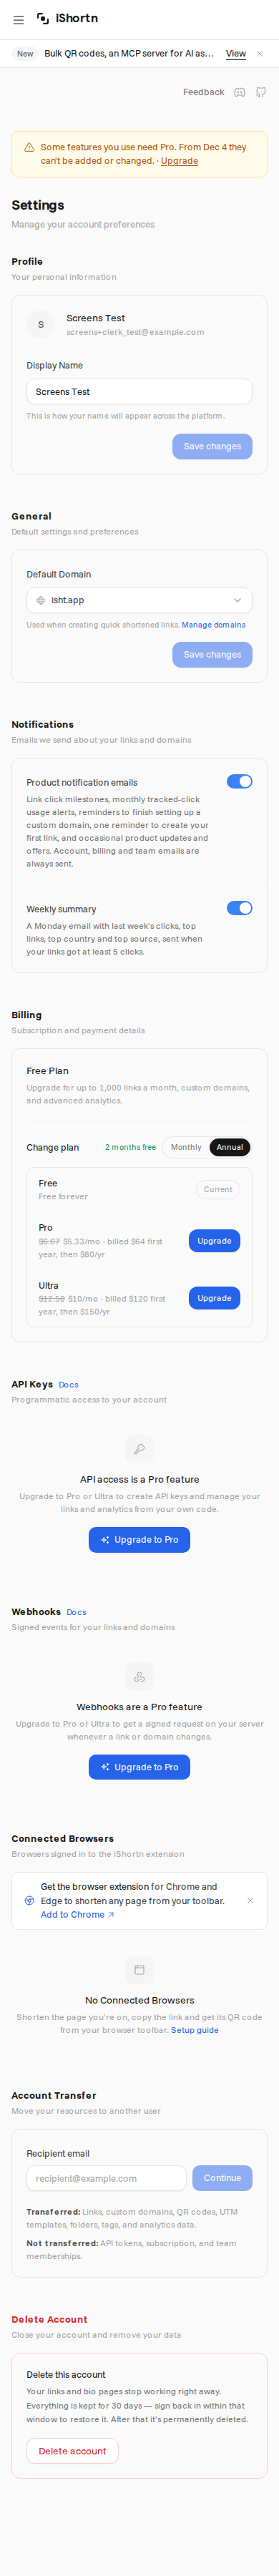 IShortn
New Bulk QR codes, an MCP server for AI as... View
Feedback
Some features you use need Pro. From Dec 4 they
can't be added or changed. · Upgrade
Settings
Manage your account preferences
Profile
Your personal information
S
Screens Test
screens+clerk_test@example.com
Display Name
Screens Test
This is how your name will appear across the platform.
Save changes
General
Default settings and preferences
Default Domain
isht.app
Used when creating quick shortened links. Manage domains
Save changes
Notifications
Emails we send about your links and domains
Product notification emails
Link click milestones, monthly tracked-click
usage alerts, reminders to finish setting up a
custom domain, one reminder to create your
first link, and occasional product updates and
offers. Account, billing and team emails are
always sent.
Weekly summary
A Monday email with last week's clicks, top
links, top country and top source, sent when
your links got at least 5 clicks.
Billing
Subscription and payment details
Free Plan
Upgrade for up to 1,000 links a month, custom domains,
and advanced analytics.
Change plan 2 months free Monthly Annual
Free
Free forever
Current
Pro
$6.67 $5.33/mo · billed $64 first
year, then $80/yr
Upgrade
Ultra
$12.50 $10/mo · billed $120 first
year, then $150/yr
Upgrade
API Keys Docs
Programmatic access to your account
API access is a Pro feature
Upgrade to Pro or Ultra to create API keys and manage your
links and analytics from your own code.
Upgrade to Pro
Webhooks Docs
Signed events for your links and domains
Webhooks are a Pro feature
Upgrade to Pro or Ultra to get a signed request on your server
whenever a link or domain changes.
Upgrade to Pro
Connected Browsers
Browsers signed in to the iShortn extension
Get the browser extension for Chrome and
Edge to shorten any page from your toolbar.
Add to Chrome
No Connected Browsers
Shorten the page you're on, copy the link and get its QR code
from your browser toolbar. Setup guide
Account Transfer
Move your resources to another user
Recipient email
recipient@example.com Continue
Transferred: Links, custom domains, QR codes, UTM
templates, folders, tags, and analytics data.
Not transferred: API tokens, subscription, and team
memberships.
Delete Account
Close your account and remove your data
Delete this account
Your links and bio pages stop working right away.
Everything is kept for 30 days — sign back in within that
window to restore it. After that it's permanently deleted.
Delete account